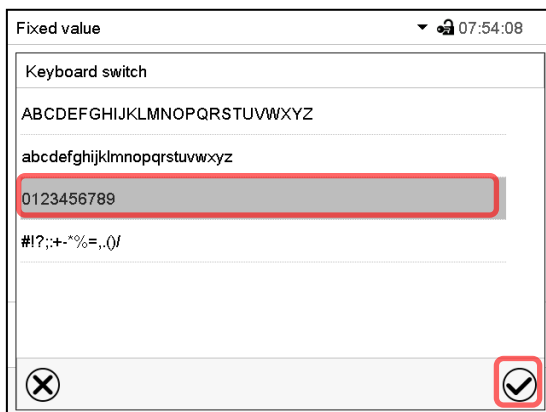 Fixed value 07:54:08
Keyboard switch
ABCDEFGHIJKLMNOPQRSTUVWXYZ
abcdefghijklmnopqrstuvwxyz
0123456789
#!?;:+-*%=,.()/